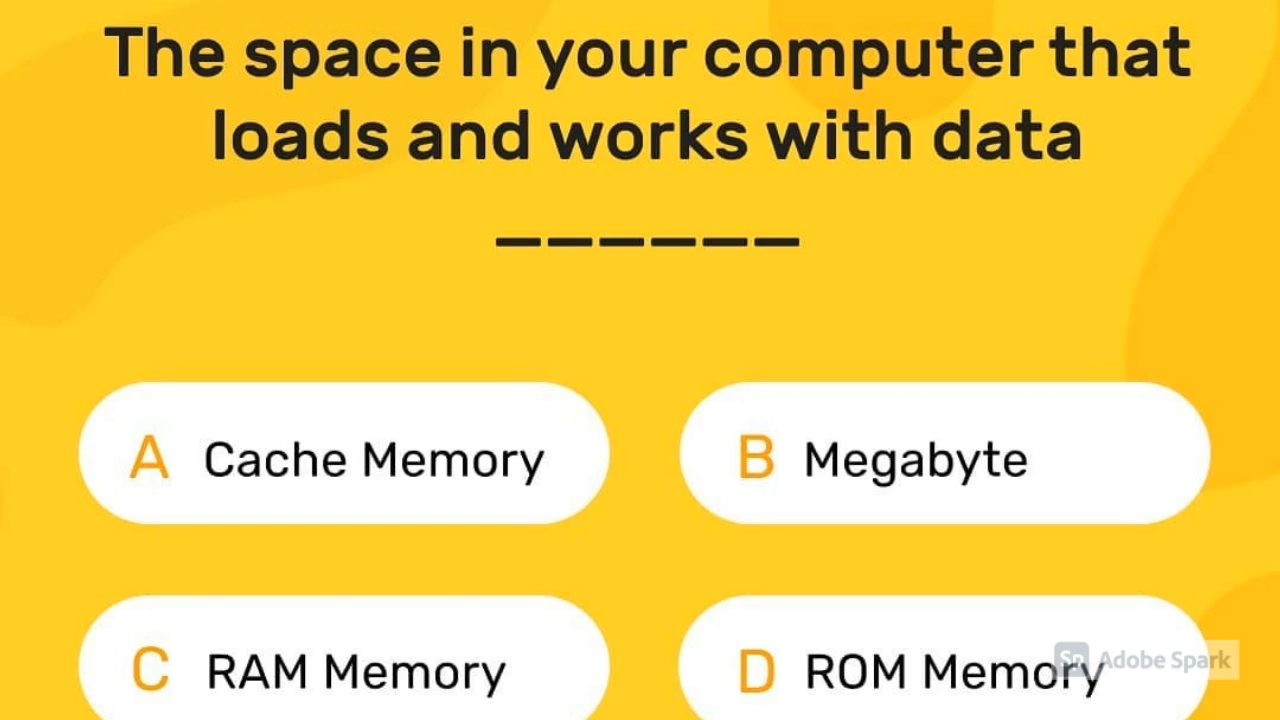 The space in your computer that
loads and works with data
______
A Cache Memory
B Megabyte
C RAM Memory
D ROM Memory
Sp Adobe Spark